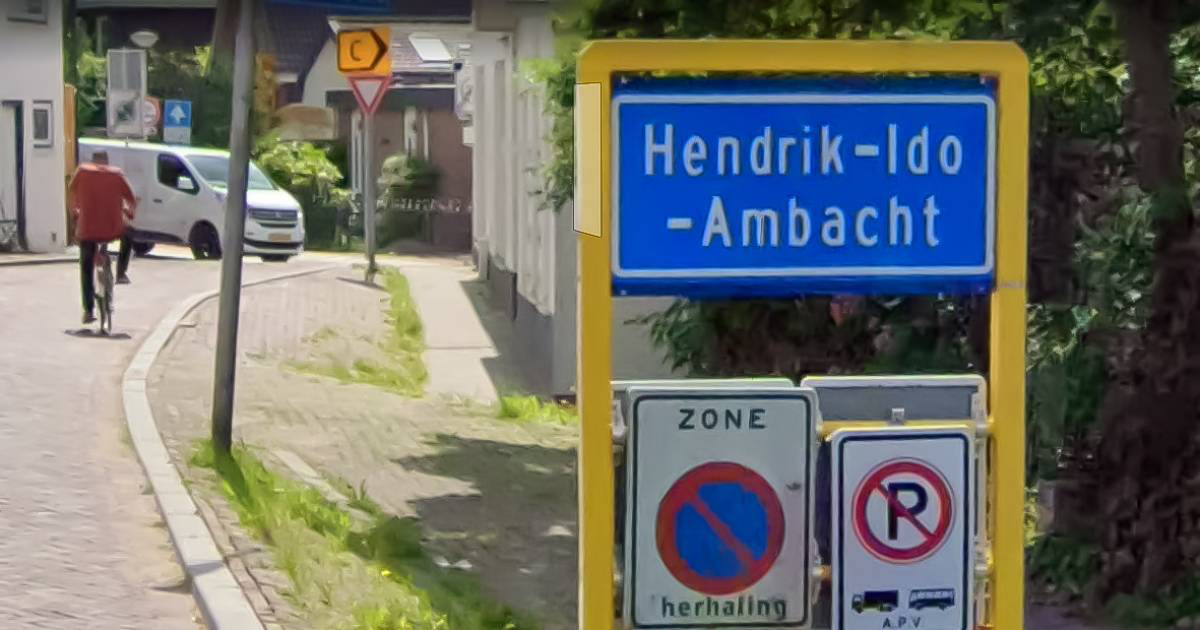 C
Hendrik-Ido
-Ambacht
ZONE
herhaling
P
A.P.V